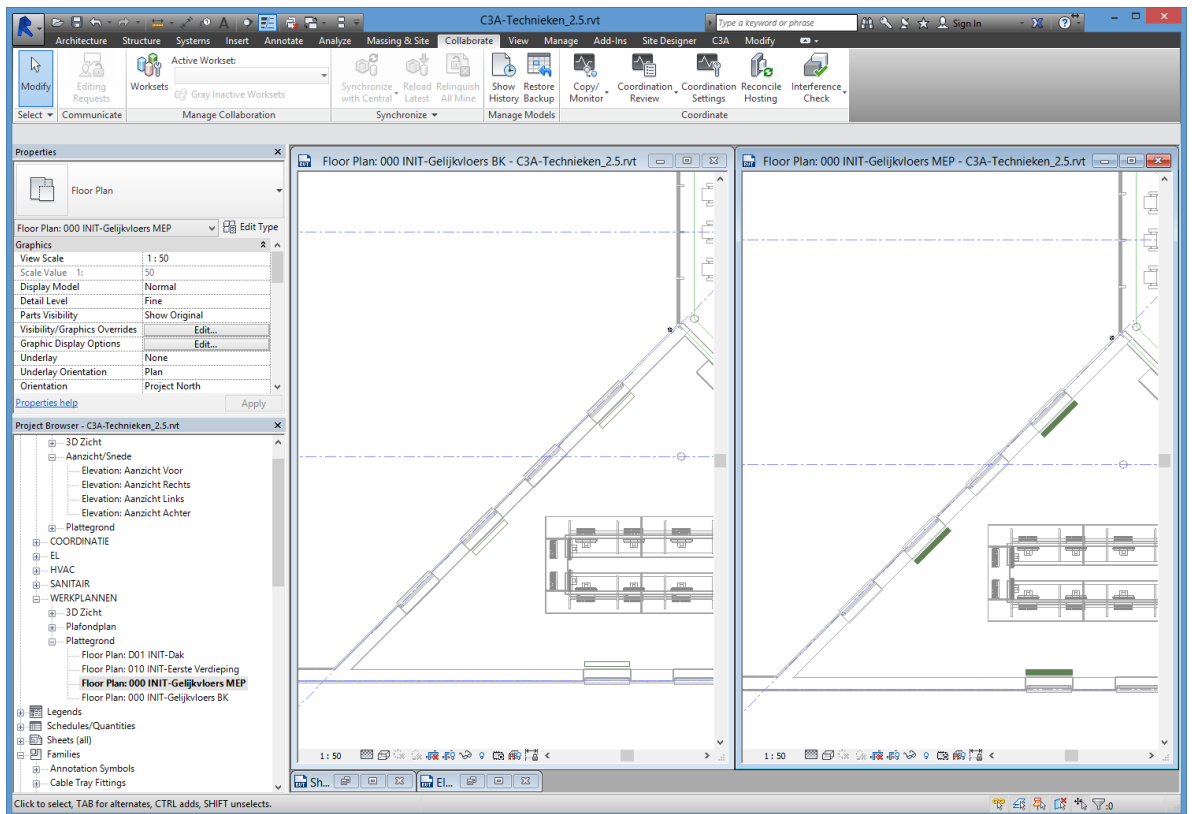 C3A-Technieken_2.5.rvt
Type a keyword or phrase
Sign In
Architecture Structure Systems Insert Annotate Analyze Massing & Site Collaborate View Manage Add-Ins Site Designer C3A Modify
Modify
Editing Requests
Worksets
Active Workset:
Gray Inactive Worksets
Synchronize with Central
Reload Latest
Relinquish All Mine
Show History
Restore Backup
Copy/ Monitor
Coordination Review
Coordination Settings
Reconcile Hosting
Interference Check
Select Communicate Manage Collaboration Synchronize Manage Models Coordinate
Properties
Floor Plan
Floor Plan: 000 INIT-Gelijkvloers MEP
Edit Type
Graphics
View Scale 1 : 50
Scale Value 1: 50
Display Model Normal
Detail Level Fine
Parts Visibility Show Original
Visibility/Graphics Overrides Edit...
Graphic Display Options Edit...
Underlay None
Underlay Orientation Plan
Orientation Project North
Properties help Apply
Project Browser - C3A-Technieken_2.5.rvt
3D Zicht
Aanzicht/Snede
Elevation: Aanzicht Voor
Elevation: Aanzicht Rechts
Elevation: Aanzicht Links
Elevation: Aanzicht Achter
Plattegrond
COORDINATIE
EL
HVAC
SANITAIR
WERKPLANNEN
3D Zicht
Plafondplan
Plattegrond
Floor Plan: D01 INIT-Dak
Floor Plan: 010 INIT-Eerste Verdieping
Floor Plan: 000 INIT-Gelijkvloers MEP
Floor Plan: 000 INIT-Gelijkvloers BK
Legends
Schedules/Quantities
Sheets (all)
Families
Annotation Symbols
Cable Tray Fittings
Floor Plan: 000 INIT-Gelijkvloers BK - C3A-Technieken_2.5.rvt
1 : 50
Floor Plan: 000 INIT-Gelijkvloers MEP - C3A-Technieken_2.5.rvt
1 : 50
Sh...
El...
Click to select, TAB for alternates, CTRL adds, SHIFT unselects.
:0